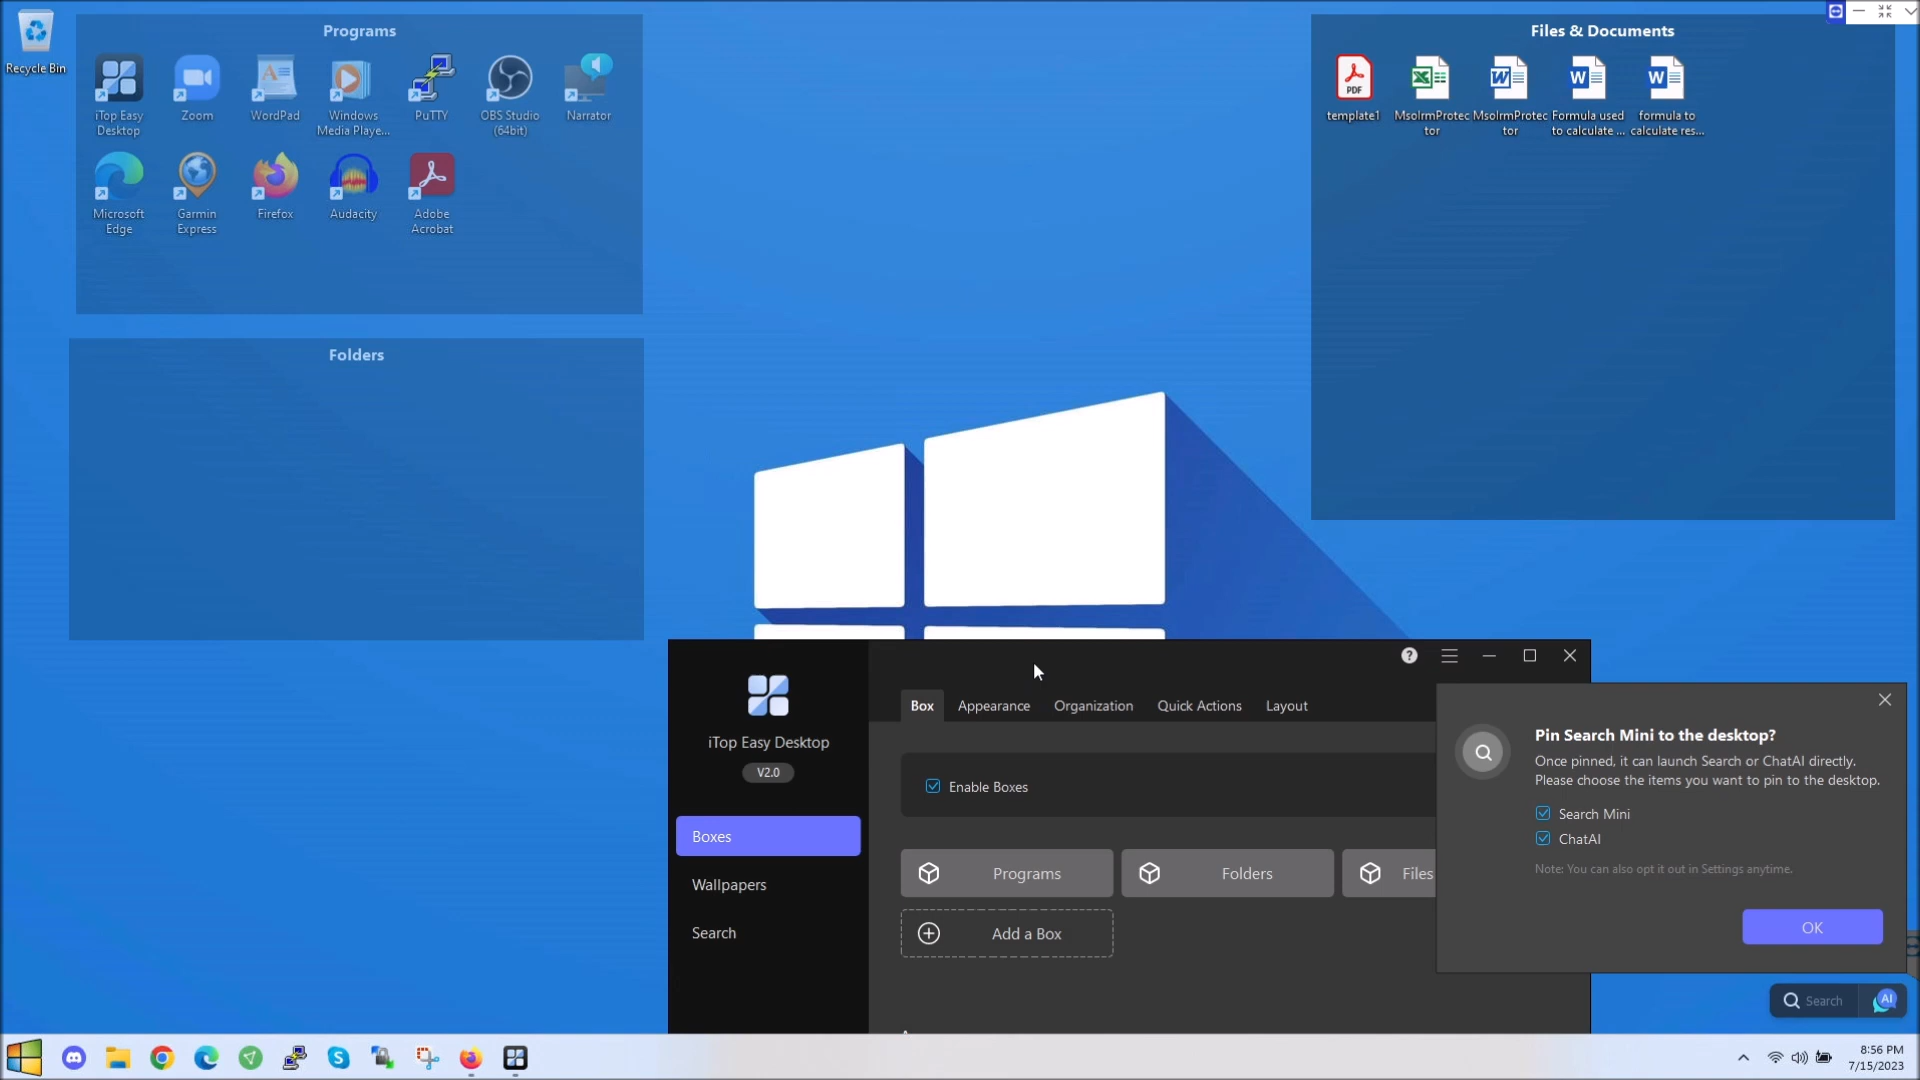 Recycle Bin
Programs
iTop Easy
Desktop
Zoom
WordPad
Windows
Media Playe...
PuTTY
OBS Studio
(64bit)
Narrator
Microsoft
Edge
Garmin
Express
Firefox
Audacity
Adobe
Acrobat
Folders
Files & Documents
PDF
template1
MsoIrmProtec
tor
MsoIrmProtec
tor
Formula used
to calculate ...
formula to
calculate res...
iTop Easy Desktop
V2.0
Boxes
Wallpapers
Search
Box
Appearance
Organization
Quick Actions
Layout
Enable Boxes
Programs
Folders
Files
Add a Box
Pin Search Mini to the desktop?
Once pinned, it can launch Search or ChatAI directly.
Please choose the items you want to pin to the desktop.
Search Mini
ChatAI
Note: You can also opt it out in Settings anytime.
OK
Search
AI
8:56 PM
7/15/2023